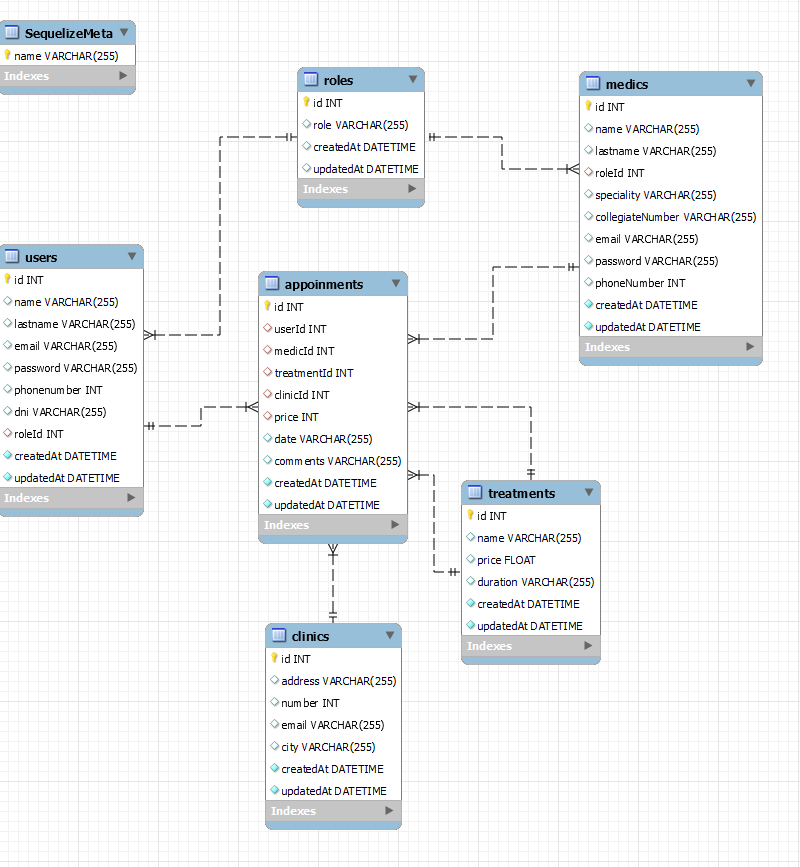 SequelizeMeta
name VARCHAR(255)
Indexes
roles
id INT
role VARCHAR(255)
createdAt DATETIME
updatedAt DATETIME
Indexes
medics
id INT
name VARCHAR(255)
lastname VARCHAR(255)
roleId INT
speciality VARCHAR(255)
collegiateNumber VARCHAR(255)
email VARCHAR(255)
password VARCHAR(255)
phoneNumber INT
createdAt DATETIME
updatedAt DATETIME
Indexes
users
id INT
name VARCHAR(255)
lastname VARCHAR(255)
email VARCHAR(255)
password VARCHAR(255)
phonenumber INT
dni VARCHAR(255)
roleId INT
createdAt DATETIME
updatedAt DATETIME
Indexes
appoinments
id INT
userId INT
medicId INT
treatmentId INT
clinicId INT
price INT
date VARCHAR(255)
comments VARCHAR(255)
createdAt DATETIME
updatedAt DATETIME
Indexes
treatments
id INT
name VARCHAR(255)
price FLOAT
duration VARCHAR(255)
createdAt DATETIME
updatedAt DATETIME
Indexes
clinics
id INT
address VARCHAR(255)
number INT
email VARCHAR(255)
city VARCHAR(255)
createdAt DATETIME
updatedAt DATETIME
Indexes